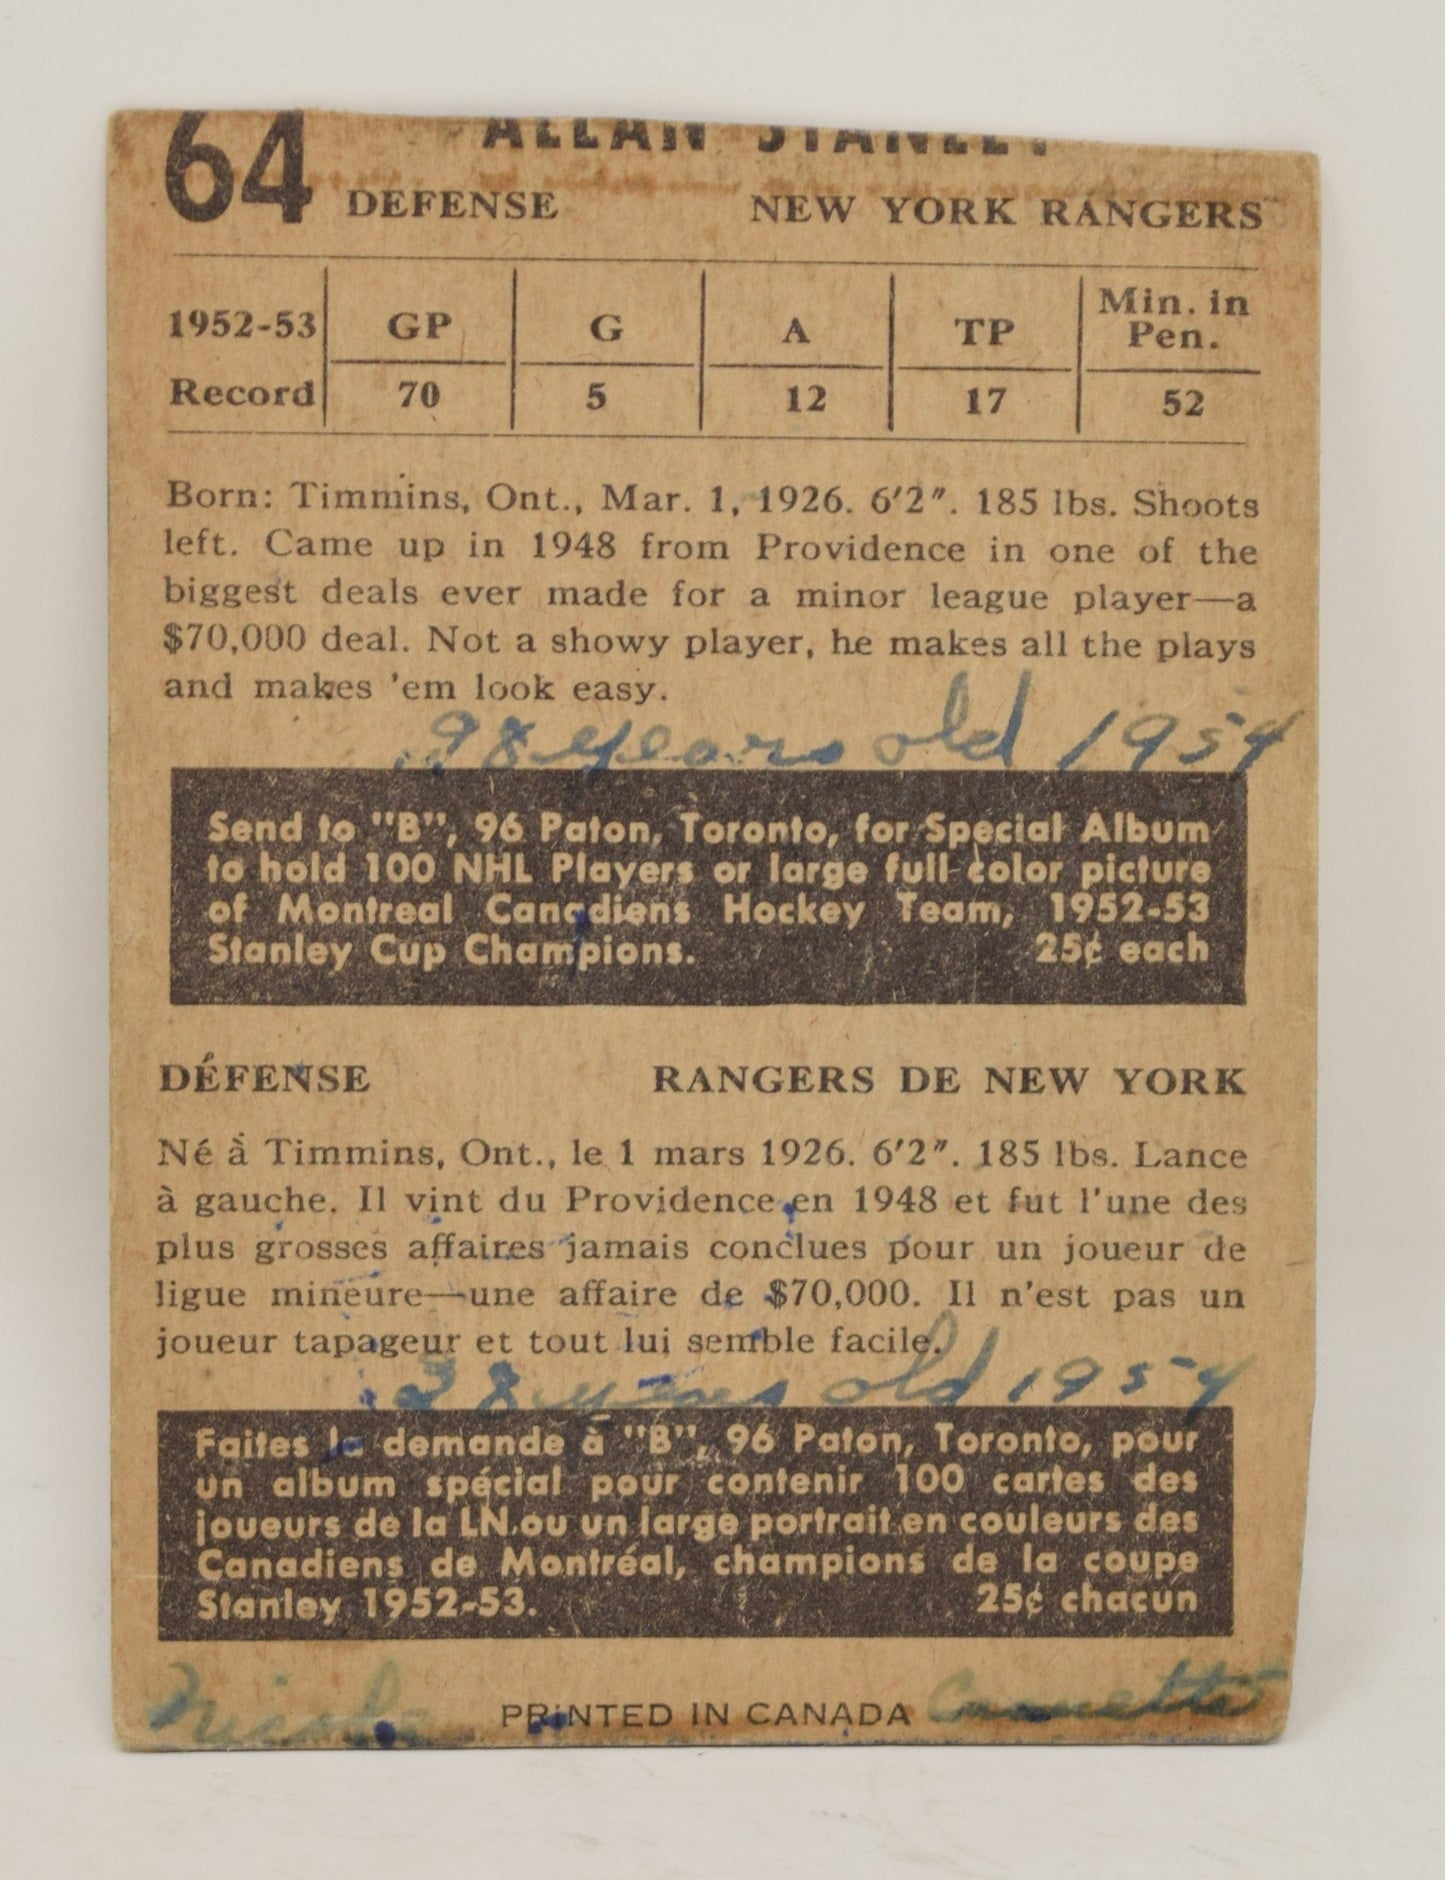 64 ALLAN STANLEY
DEFENSE NEW YORK RANGERS
1952-53 GP G A TP Min. in Pen.
Record 70 5 12 17 52
Born: Timmins, Ont., Mar. 1, 1926. 6'2". 185 lbs. Shoots
left. Came up in 1948 from Providence in one of the
biggest deals ever made for a minor league player—a
$70,000 deal. Not a showy player, he makes all the plays
and makes 'em look easy.
years old 1954
Send to "B", 96 Paton, Toronto, for Special Album
to hold 100 NHL Players or large full color picture
of Montreal Canadiens Hockey Team, 1952-53
Stanley Cup Champions. 25¢ each
DÉFENSE RANGERS DE NEW YORK
Né à Timmins, Ont., le 1 mars 1926. 6'2". 185 lbs. Lance
à gauche. Il vint du Providence en 1948 et fut l'une des
plus grosses affaires jamais conclues pour un joueur de
ligue mineure—une affaire de $70,000. Il n'est pas un
joueur tapageur et tout lui semble facile.
years old 1954
Faites la demande à "B", 96 Paton, Toronto, pour
un album spécial pour contenir 100 cartes des
joueurs de la LN.ou un large portrait en couleurs des
Canadiens de Montréal, champions de la coupe
Stanley 1952-53. 25¢ chacun
Nicole PRINTED IN CANADA